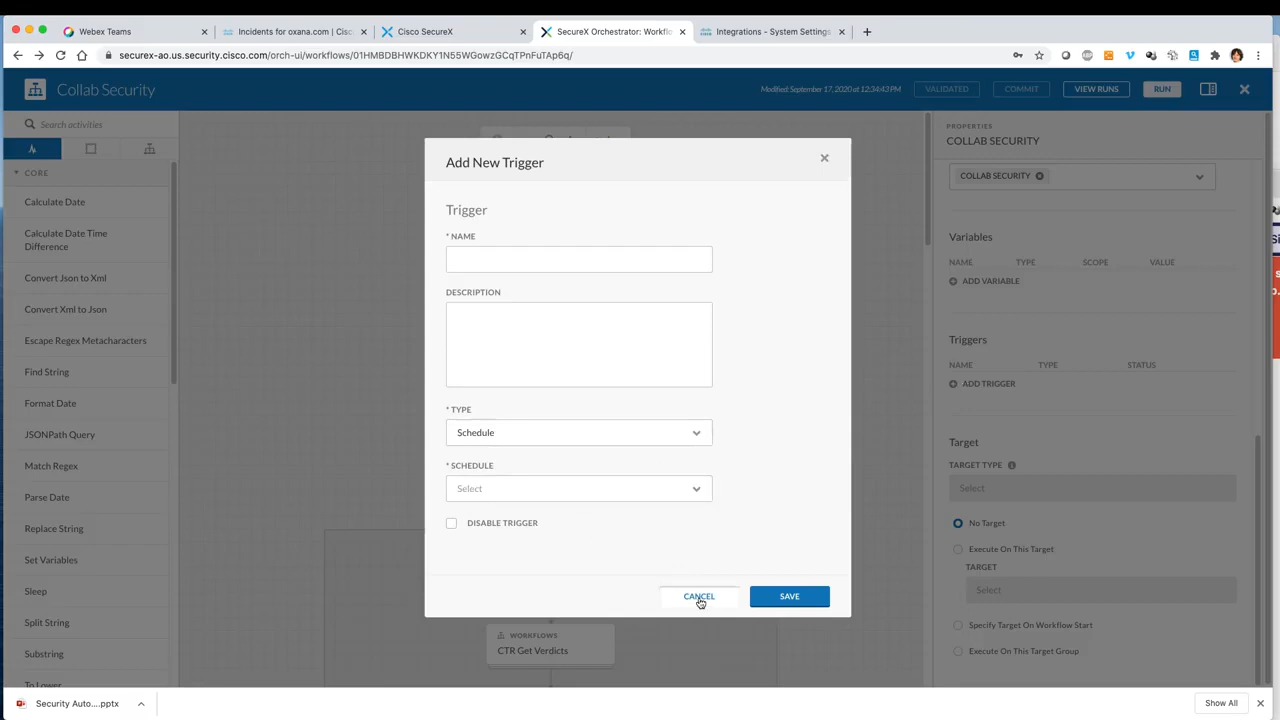 Webex Teams
Incidents for oxana.com | Cisc
Cisco SecureX
SecureX Orchestrator: Workflo
Integrations - System Settings
securex-ao.us.security.cisco.com/orch-ui/workflows/01HMBDBHWKDKY1N55WGowzGCqTPnFuTAp6q/
Collab Security
Modified September 17, 2020 12:34:43 PM
VALIDATED
COMMIT
VIEW RUNS
RUN
Search activities
CORE
Calculate Date
Calculate Date Time
Difference
Convert Json to Xml
Convert Xml to Json
Escape Regex Metacharacters
Find String
Format Date
JSONPath Query
Match Regex
Parse Date
Replace String
Set Variables
Sleep
Split String
Substring
To Lower
Add New Trigger
Trigger
* NAME
DESCRIPTION
* TYPE
Schedule
* SCHEDULE
Select
DISABLE TRIGGER
CANCEL
SAVE
WORKFLOWS
CTR Get Verdicts
PROPERTIES
COLLAB SECURITY
COLLAB SECURITY
Variables
NAME TYPE SCOPE VALUE
ADD VARIABLE
Triggers
NAME TYPE STATUS
ADD TRIGGER
Target
TARGET TYPE
Select
No Target
Execute On This Target
TARGET
Select
Specify Target On Workflow Start
Execute On This Target Group
Security Auto....pptx
Show All